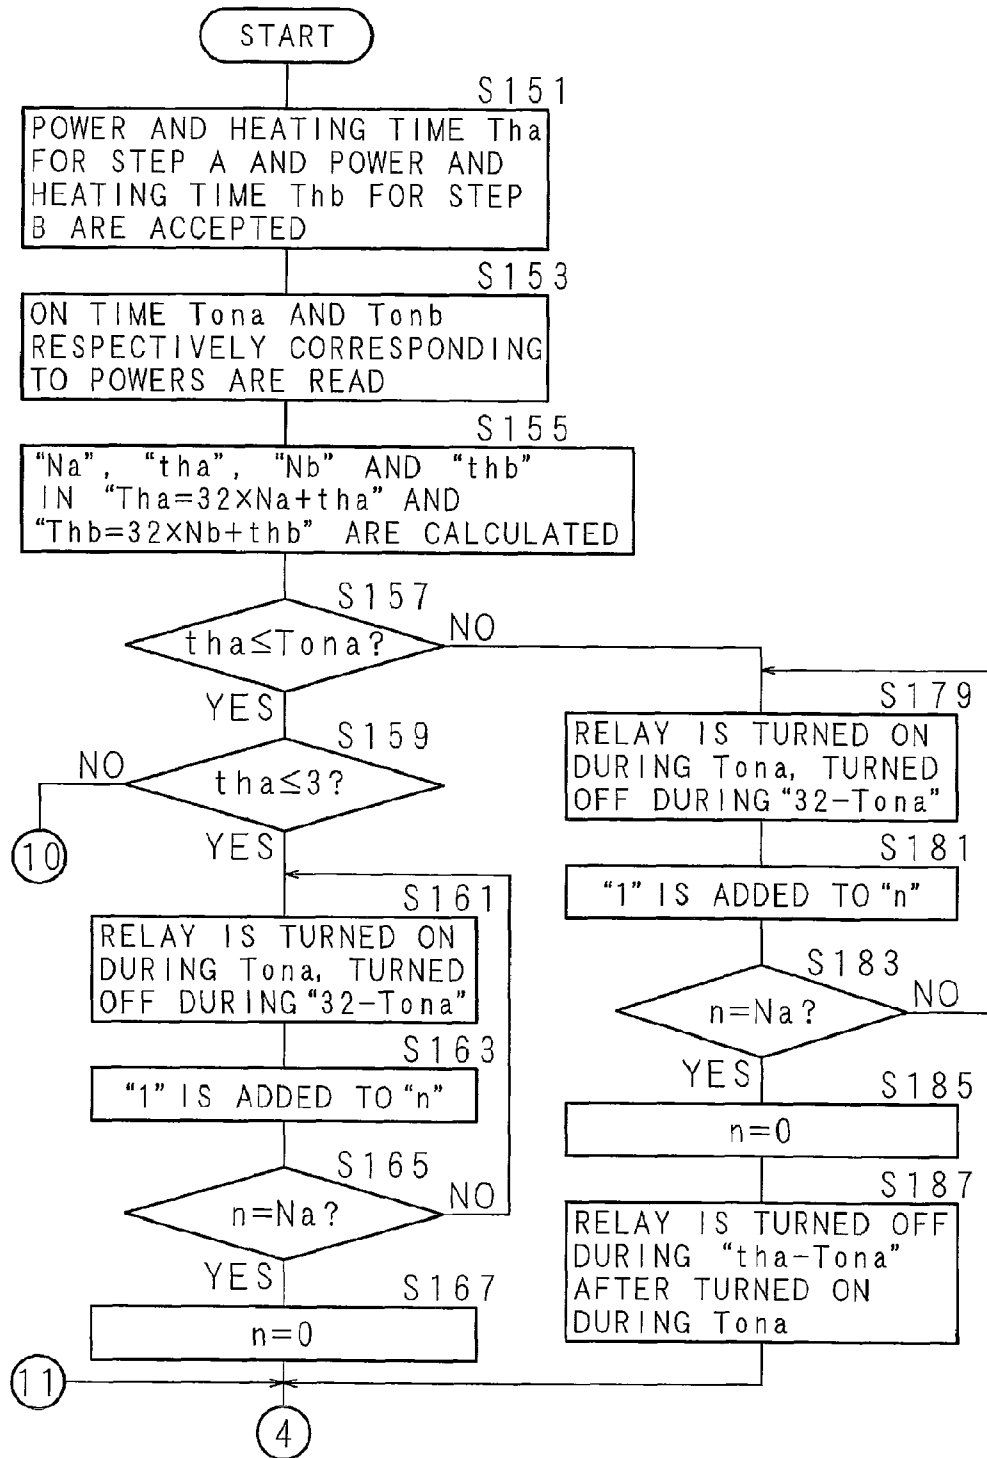 START
S151
POWER AND HEATING TIME Tha
FOR STEP A AND POWER AND
HEATING TIME Thb FOR STEP
B ARE ACCEPTED
S153
ON TIME Tona AND Tonb
RESPECTIVELY CORRESPONDING
TO POWERS ARE READ
S155
“Na”, “tha”, “Nb” AND “thb”
IN “Tha=32×Na+tha” AND
“Thb=32×Nb+thb” ARE CALCULATED
S157
tha≤Tona?
NO
YES
S159
tha≤3?
NO
YES
10
S161
RELAY IS TURNED ON
DURING Tona, TURNED
OFF DURING “32-Tona”
S163
“1” IS ADDED TO “n”
S165
n=Na?
NO
YES
S167
n=0
11
4
S179
RELAY IS TURNED ON
DURING Tona, TURNED
OFF DURING “32-Tona”
S181
“1” IS ADDED TO “n”
S183
n=Na?
NO
YES
S185
n=0
S187
RELAY IS TURNED OFF
DURING “tha-Tona”
AFTER TURNED ON
DURING Tona